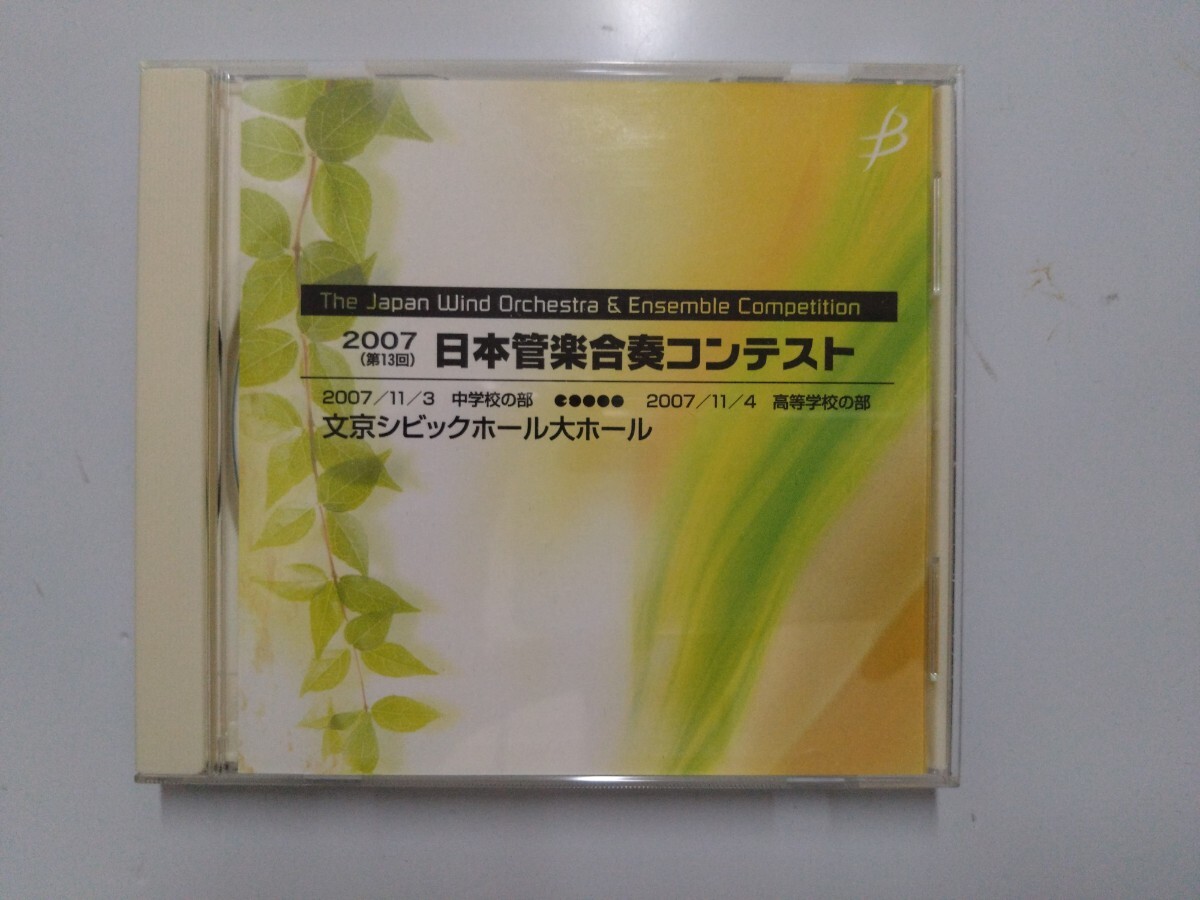 The Japan Wind Orchestra & Ensemble Competition
2007
(第13回)
日本管楽合奏コンテスト
2007/11/3 中学校の部 ●●●●● 2007/11/4 高等学校の部
文京シビックホール大ホール